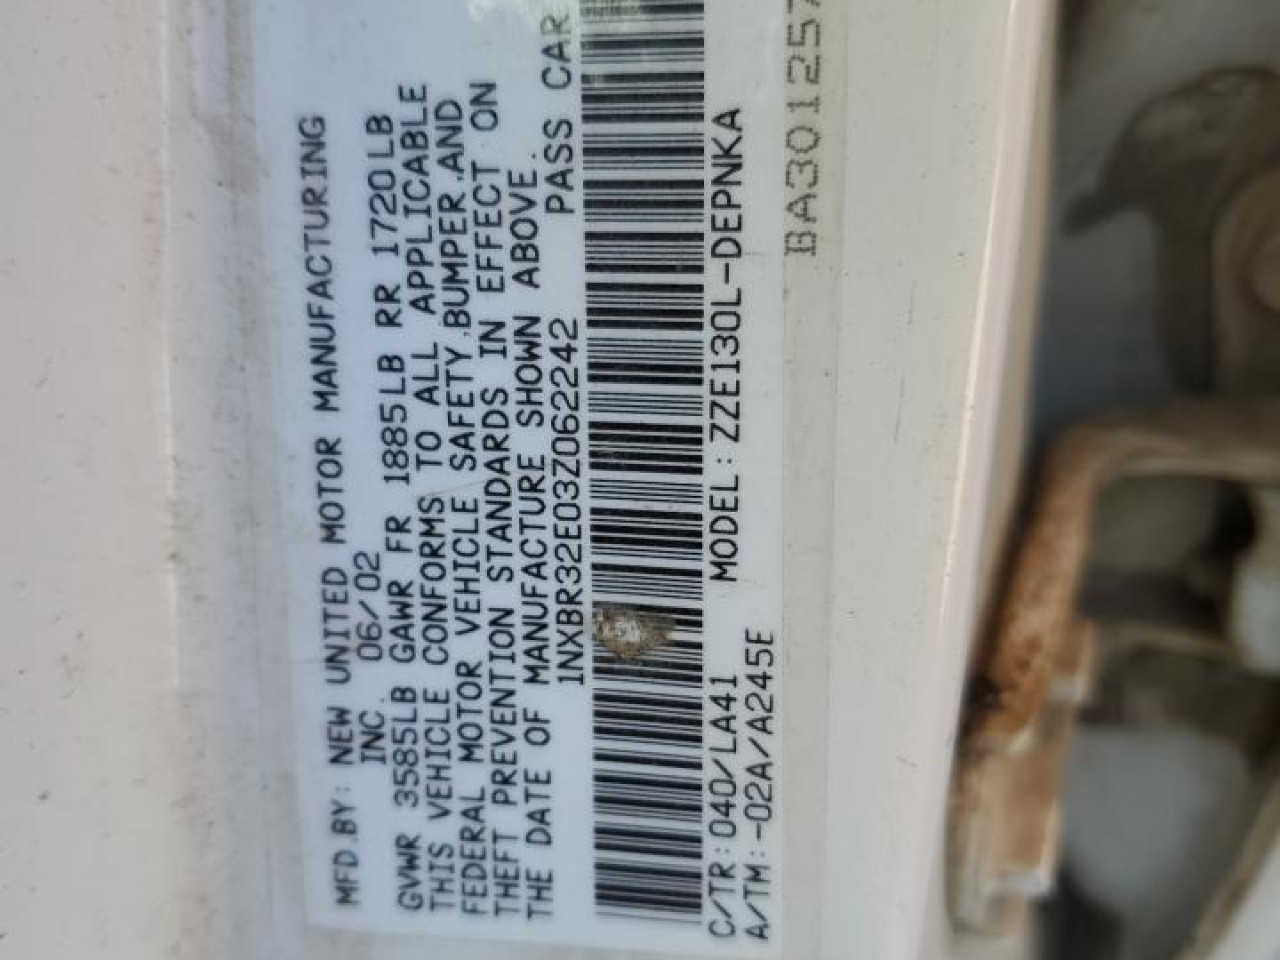 MFD.BY: NEW UNITED MOTOR MANUFACTURING
INC. 06/02
GVWR 3585LB GAWR FR 1885LB RR 1720LB
THIS VEHICLE CONFORMS TO ALL APPLICABLE
FEDERAL MOTOR VEHICLE SAFETY,BUMPER,AND
THEFT PREVENTION STANDARDS IN EFFECT ON
THE DATE OF MANUFACTURE SHOWN ABOVE.
1NXBR32E03Z062242 PASS CAR
C/TR:040/LA41 MODEL:ZZE130L-DEPNKA
A/TM:-02A/A245E
BA301257